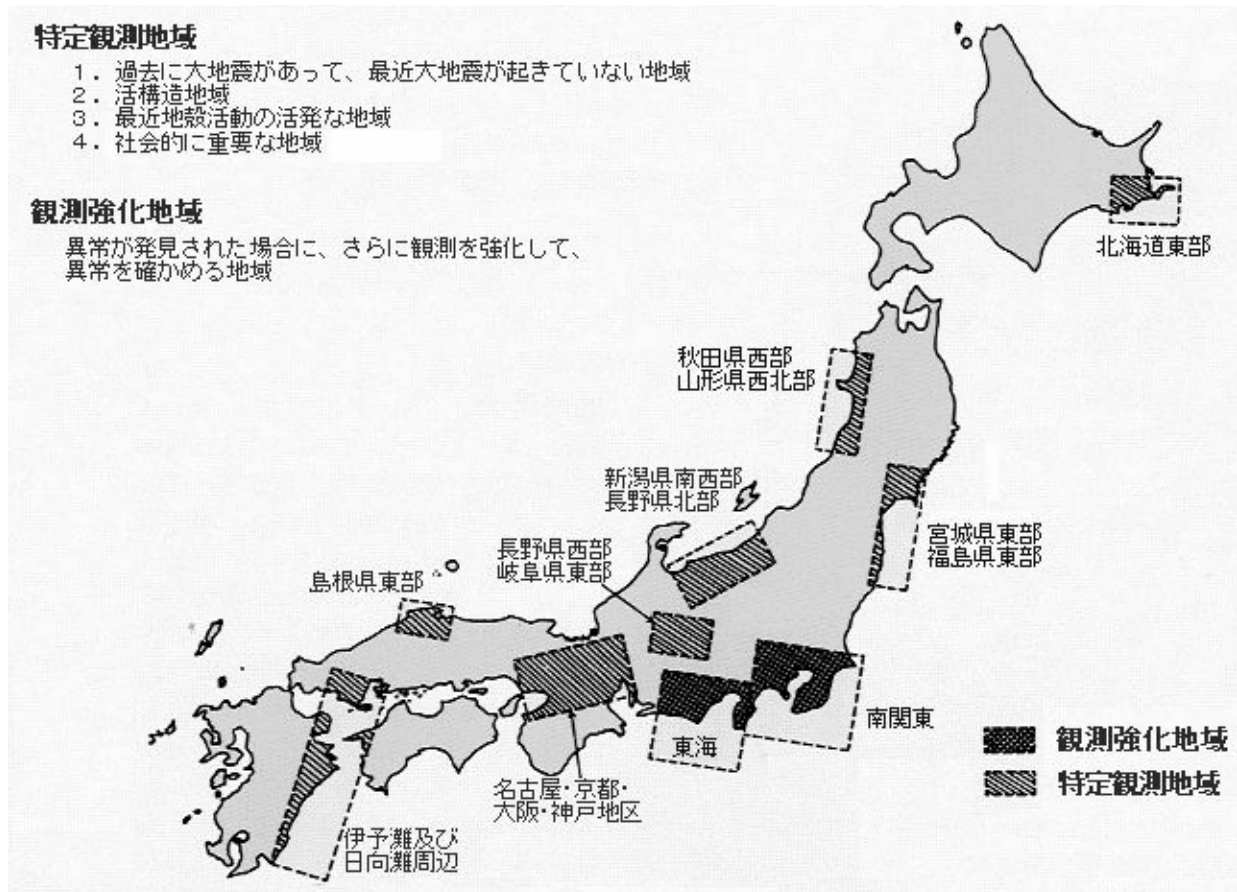 特定観測地域
1. 過去に大地震があって、最近大地震が起きていない地域
2. 活構造地域
3. 最近地殻活動の活発な地域
4. 社会的に重要な地域
観測強化地域
異常が発見された場合に、さらに観測を強化して、
異常を確かめる地域
北海道東部
秋田県西部
山形県西北部
新潟県南西部
長野県北部
宮城県東部
福島県東部
長野県西部
岐阜県東部
島根県東部
南関東
東海
名古屋・京都・
大阪・神戸地区
伊予灘及び
日向灘周辺
観測強化地域
特定観測地域